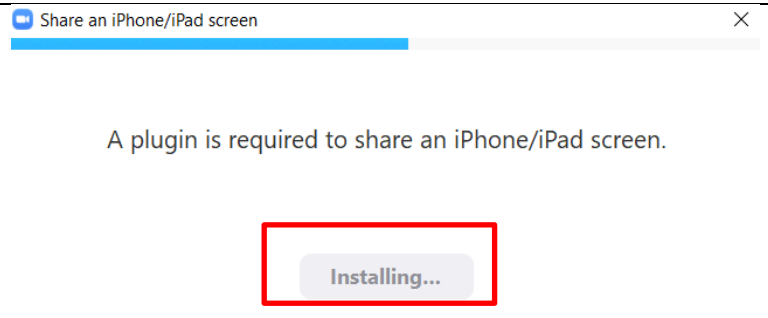 Share an iPhone/iPad screen
A plugin is required to share an iPhone/iPad screen.
Installing...